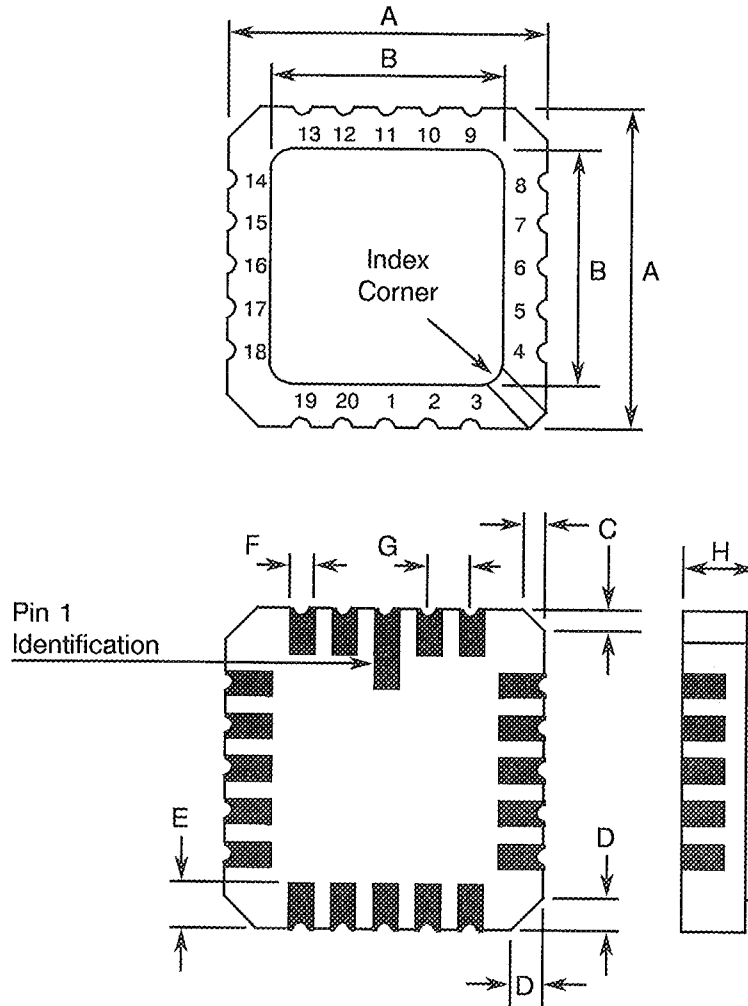 A
B
13 12 11 10 9
14 8
15 7
16 6
17 5
18 4
Index
Corner
B
A
19 20 1 2 3
C
F
G
H
Pin 1
Identification
E
D
D